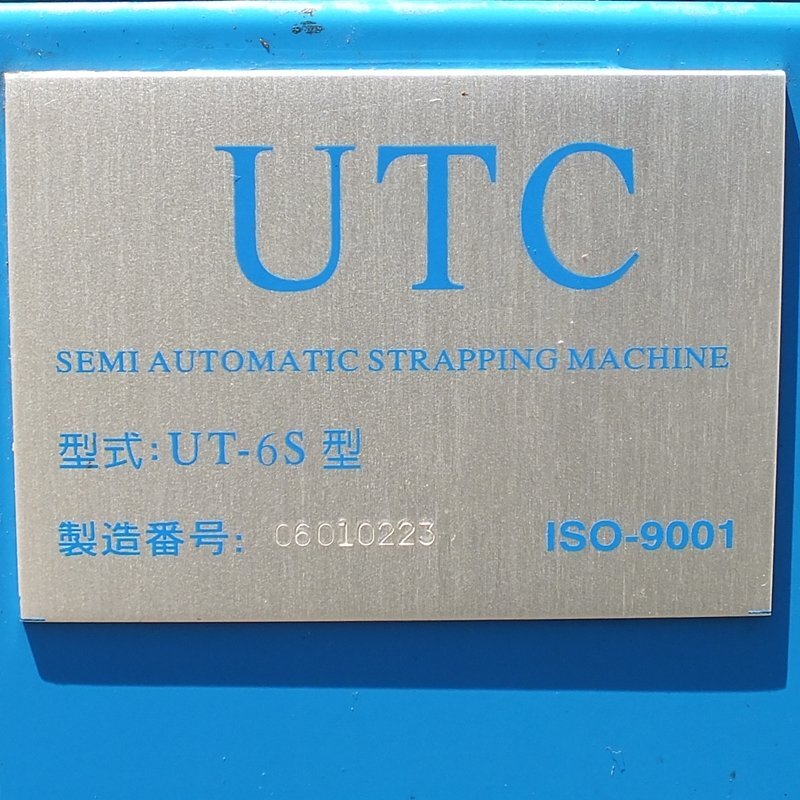 UTC
SEMI AUTOMATIC STRAPPING MACHINE
型式:UT-6S 型
製造番号: 06010223 ISO-9001